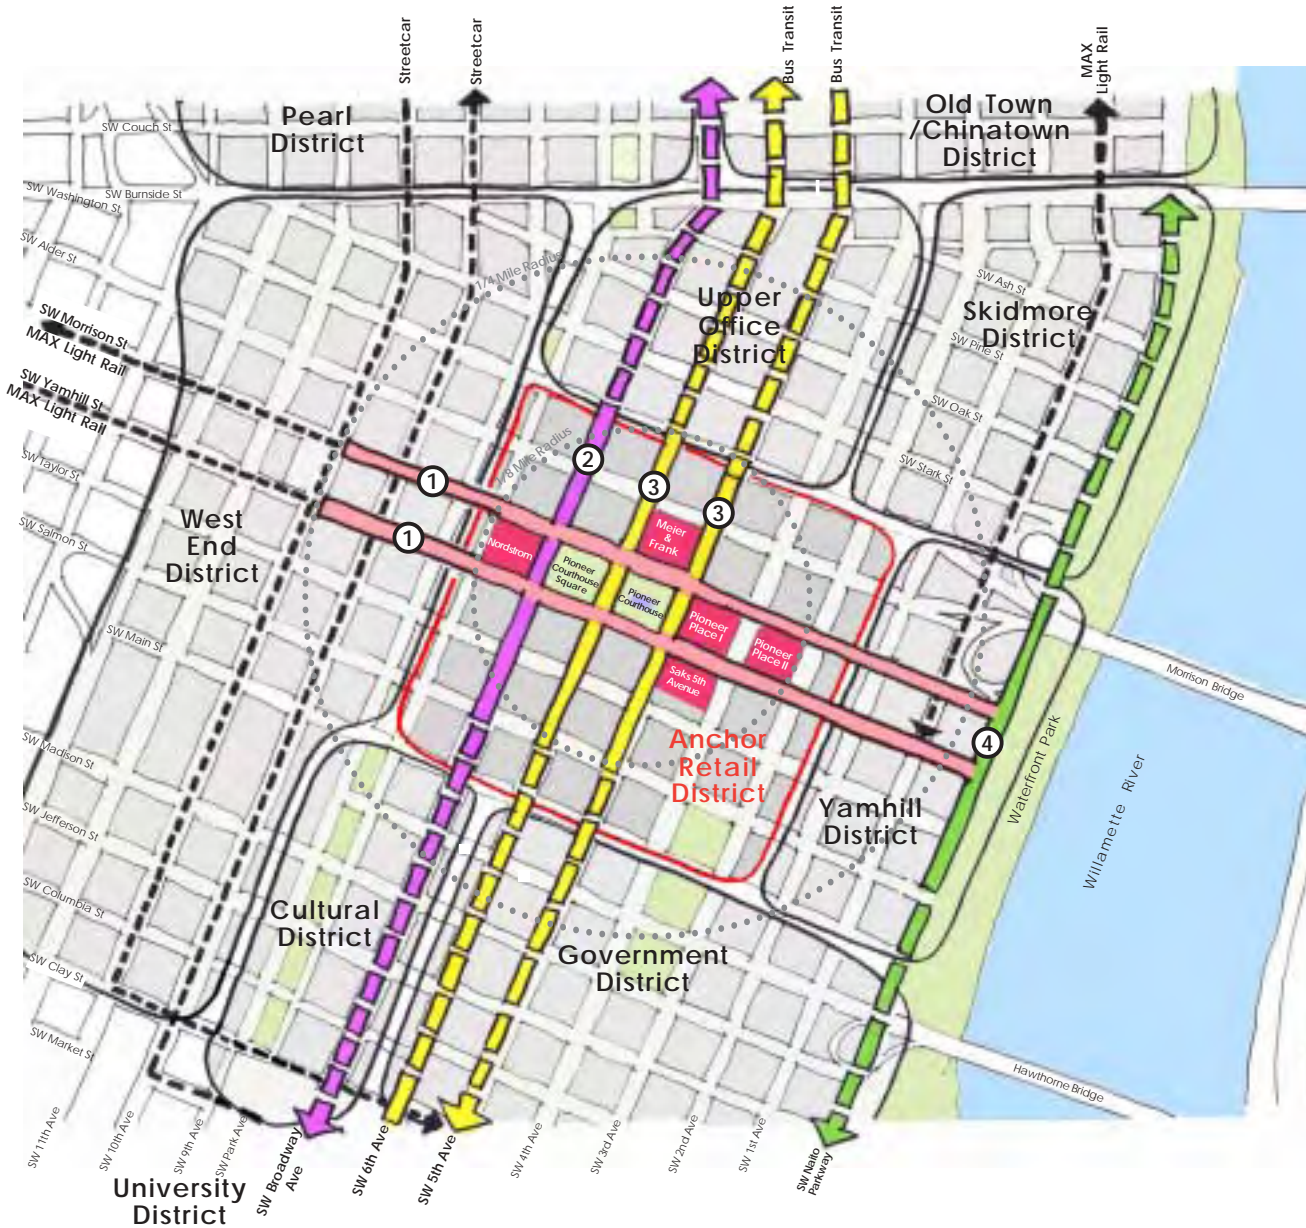 Streetcar
Streetcar
Bus Transit
Bus Transit
MAX
Light Rail
Pearl
District
Old Town
/Chinatown
District
SW Couch St
SW Burnside St
SW Washington St
SW Alder St
SW Morrison St
MAX Light Rail
SW Yamhill St
MAX Light Rail
SW Taylor St
SW Salmon St
SW Main St
SW Madison St
SW Jefferson St
SW Columbia St
SW Clay St
SW Market St
1/4 Mile Radius
1/8 Mile Radius
Upper
Office
District
Skidmore
District
SW Ash St
SW Pine St
SW Oak St
SW Stark St
1
1
2
3
3
4
West
End
District
Nordstrom
Meier
&
Frank
Pioneer
Courthouse
Square
Pioneer
Courthouse
Pioneer
Place I
Pioneer
Place II
Saks 5th
Avenue
Anchor
Retail
District
Yamhill
District
Morrison Bridge
Waterfront Park
Willamette River
Cultural
District
Government
District
Hawthorne Bridge
SW 11th Ave
SW 10th Ave
SW 9th Ave
SW Park Ave
SW Broadway
Ave
SW 6th Ave
SW 5th Ave
SW 4th Ave
SW 3rd Ave
SW 2nd Ave
SW 1st Ave
SW Naito
Parkway
University
District